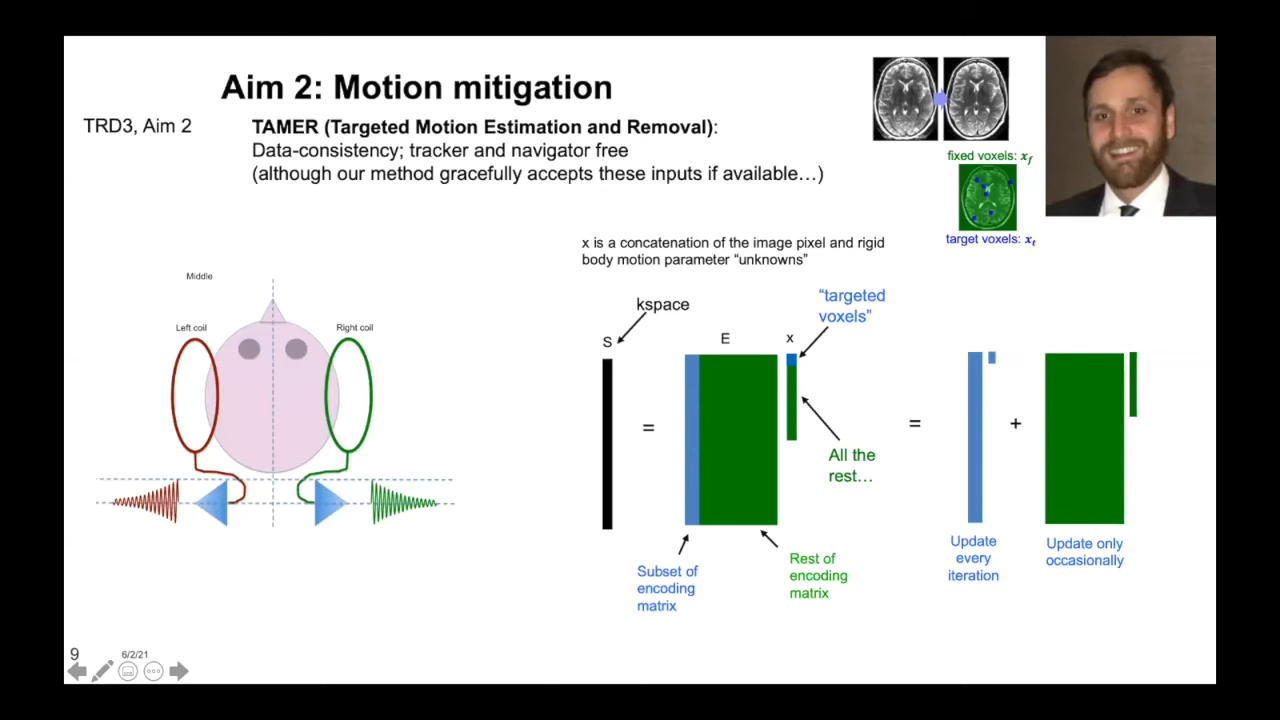 Aim 2: Motion mitigation
TRD3, Aim 2
TAMER (Targeted Motion Estimation and Removal):
Data-consistency; tracker and navigator free
(although our method gracefully accepts these inputs if available…)
fixed voxels: x_f
target voxels: x_t
x is a concatenation of the image pixel and rigid
body motion parameter “unknowns”
Middle
Left coil
Right coil
kspace
“targeted
voxels”
S
E
x
=
=
+
All the
rest…
Subset of
encoding
matrix
Rest of
encoding
matrix
Update
every
iteration
Update only
occasionally
9
6/2/21